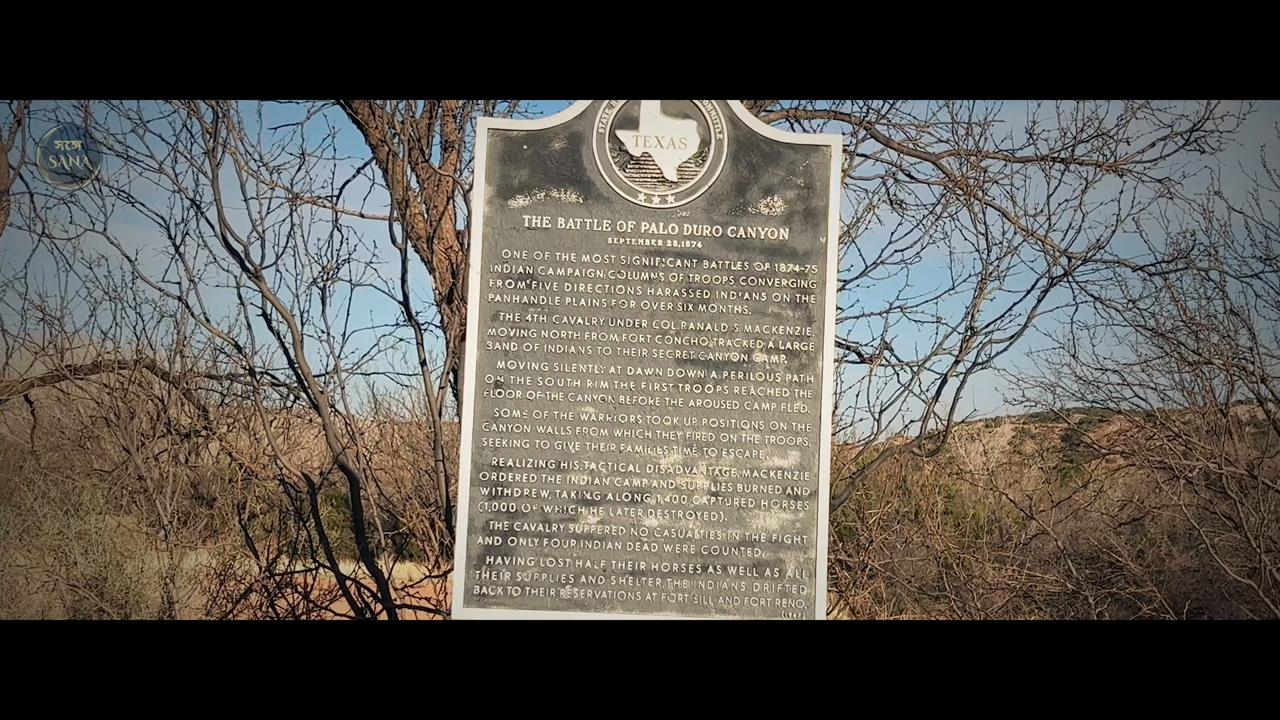 সঙ্গে
SANA
STATE
TEXAS
THE BATTLE OF PALO DURO CANYON
SEPTEMBER 28, 1874
ONE OF THE MOST SIGNIFICANT BATTLES OF 1874-75
INDIAN CAMPAIGN. COLUMNS OF TROOPS CONVERGING
FROM FIVE DIRECTIONS HARASSED INDIANS ON THE
PANHANDLE PLAINS FOR OVER SIX MONTHS.
THE 4TH CAVALRY UNDER COL. RANALD S. MACKENZIE,
MOVING NORTH FROM FORT CONCHO, TRACKED A LARGE
BAND OF INDIANS TO THEIR SECRET CANYON CAMP.
MOVING SILENTLY AT DAWN DOWN A PERILOUS PATH
ON THE SOUTH RIM THE FIRST TROOPS REACHED THE
FLOOR OF THE CANYON BEFORE THE AROUSED CAMP FLED.
SOME OF THE WARRIORS TOOK UP POSITIONS ON THE
CANYON WALLS FROM WHICH THEY FIRED ON THE TROOPS,
SEEKING TO GIVE THEIR FAMILIES TIME TO ESCAPE.
REALIZING HIS TACTICAL DISADVANTAGE, MACKENZIE
ORDERED THE INDIAN CAMP AND SUPPLIES BURNED AND
WITHDREW, TAKING ALONG 1,400 CAPTURED HORSES
(1,000 OF WHICH HE LATER DESTROYED).
THE CAVALRY SUFFERED NO CASUALTIES IN THE FIGHT
AND ONLY FOUR INDIAN DEAD WERE COUNTED.
HAVING LOST HALF THEIR HORSES AS WELL AS ALL
THEIR SUPPLIES AND SHELTER, THE INDIANS DRIFTED
BACK TO THEIR RESERVATIONS AT FORT SILL AND FORT RENO.